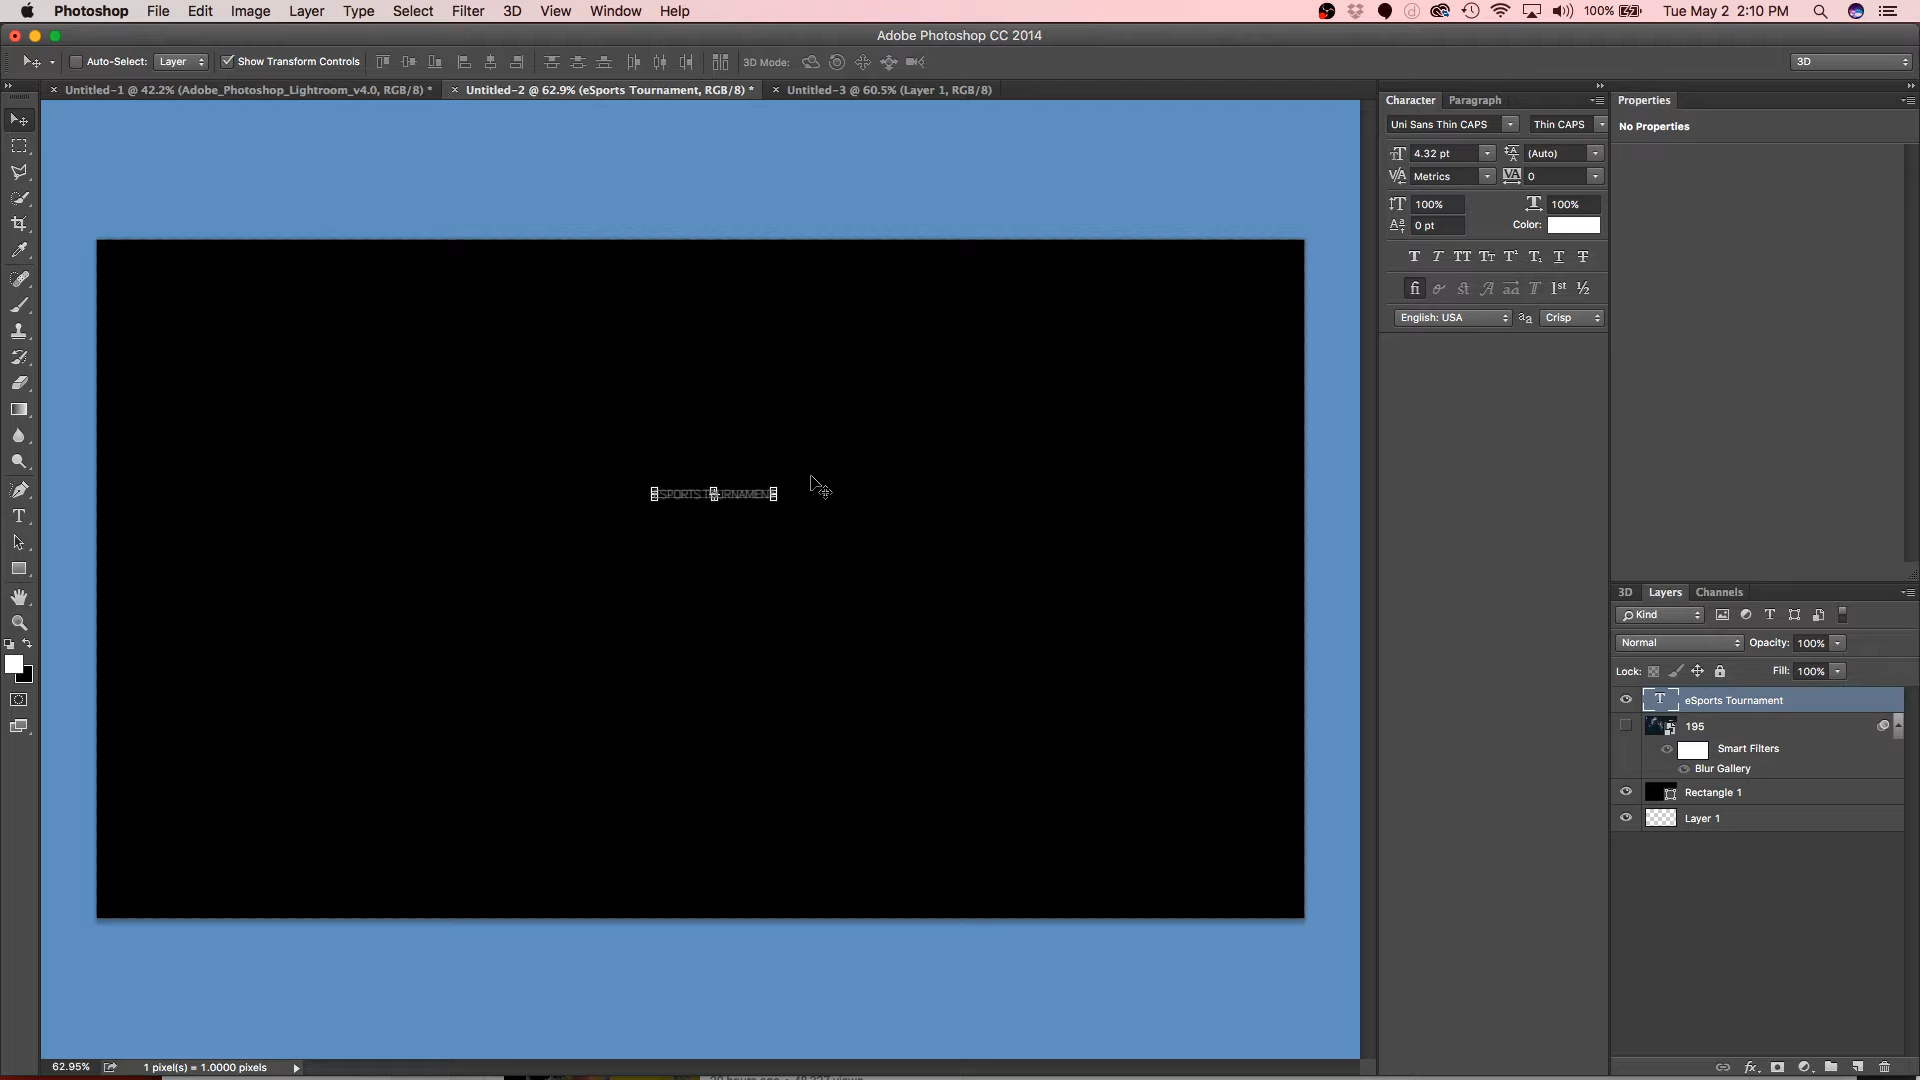 Photoshop File Edit Image Layer Type Select Filter 3D View Window Help 100% Tue May 2 2:10 PM
Adobe Photoshop CC 2014
Auto-Select: Layer Show Transform Controls 3D Mode: 3D
Untitled-1 @ 42.2% (Adobe_Photoshop_Lightroom_v4.0, RGB/8) * Untitled-2 @ 62.9% (eSports Tournament, RGB/8) * Untitled-3 @ 60.5% (Layer 1, RGB/8)
Character Paragraph
Uni Sans Thin CAPS Thin CAPS
4.32 pt (Auto)
Metrics 0
100% 100%
0 pt Color:
English: USA Crisp
Properties
No Properties
ESPORTS TOURNAMENT
3D Layers Channels
Kind
Normal Opacity: 100%
Lock: Fill: 100%
eSports Tournament
195
Smart Filters
Blur Gallery
Rectangle 1
Layer 1
62.95% 1 pixel(s) = 1.0000 pixels